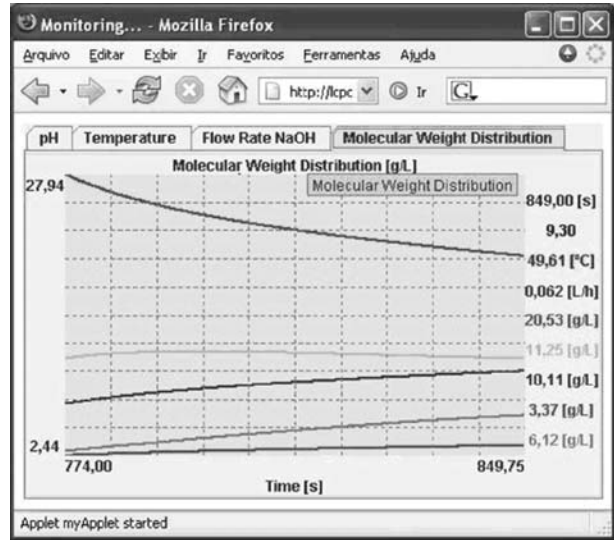 Monitoring... - Mozilla Firefox
Arquivo Editar Exibir Ir Favoritos Ferramentas Ajuda
http://lcpc Ir G
pH Temperature Flow Rate NaOH Molecular Weight Distribution
Molecular Weight Distribution [g/L]
Molecular Weight Distribution
27,94
849,00 [s]
9,30
49,61 [ºC]
0,062 [L/h]
20,53 [g/L]
11,25 [g/L]
10,11 [g/L]
3,37 [g/L]
6,12 [g/L]
2,44
774,00 849,75
Time [s]
Applet myApplet started